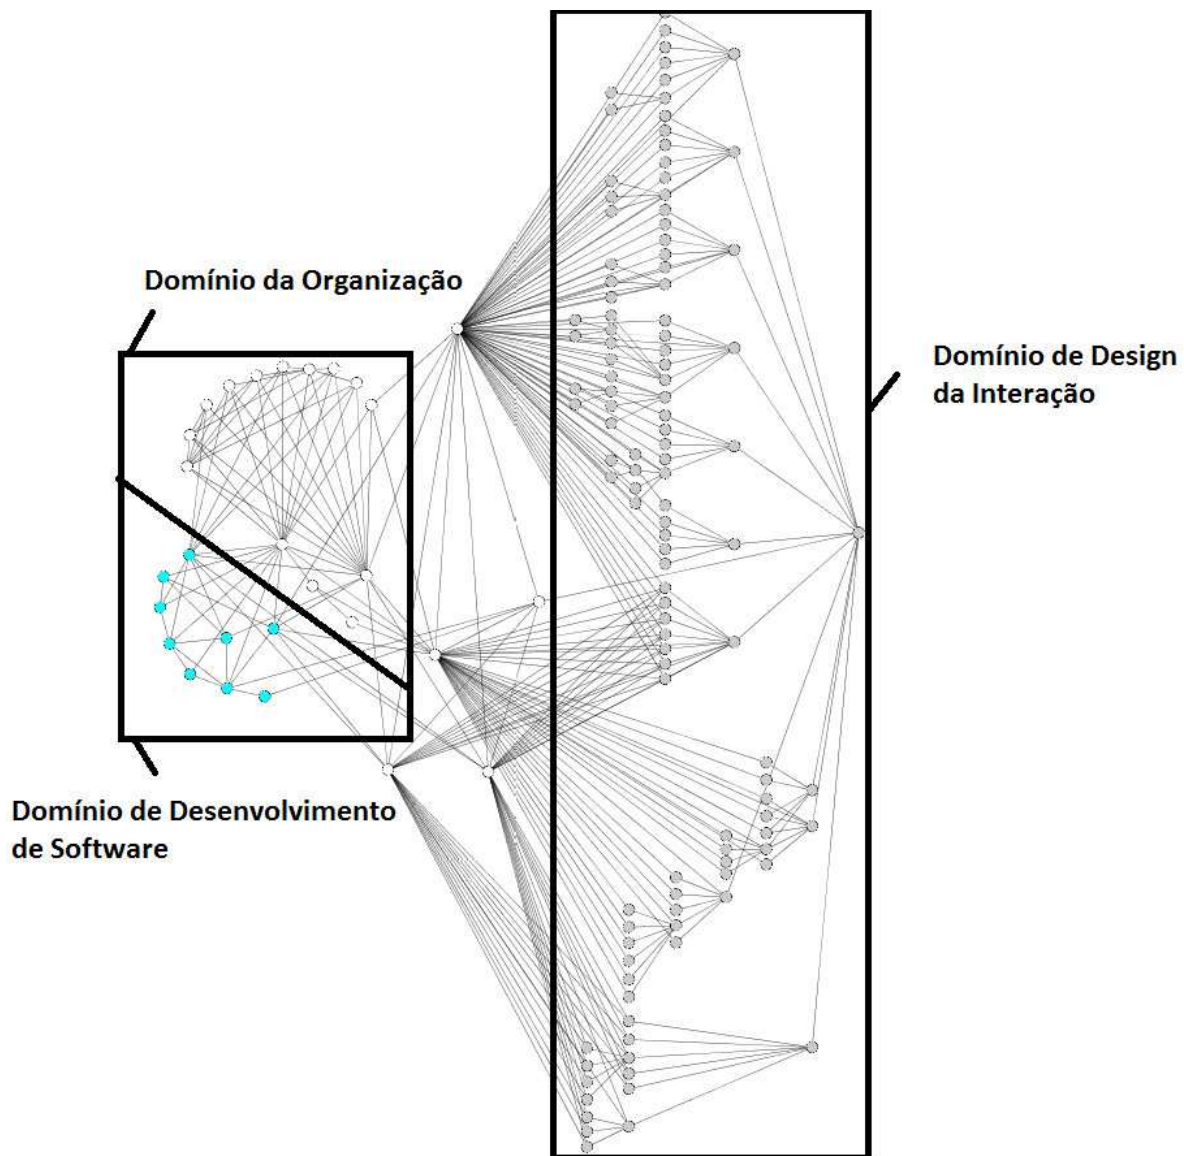 Domínio da Organização
Domínio de Design
da Interação
Domínio de Desenvolvimento
de Software